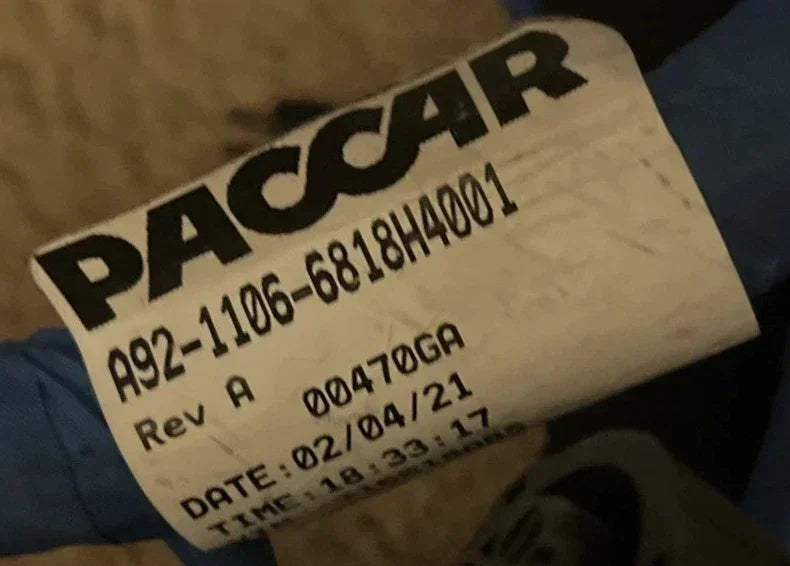 PACCAR
A92-1106-6818H4001
Rev A 00470GA
DATE:02/04/21
TIME:18:33:17